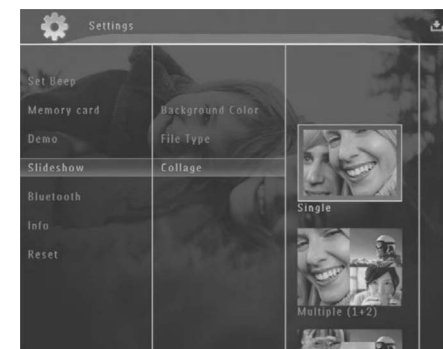 Settings
Set Beep
Memory card
Demo
Slideshow
Bluetooth
Info
Reset
Background Color
File Type
Collage
Single
Multiple (1+2)